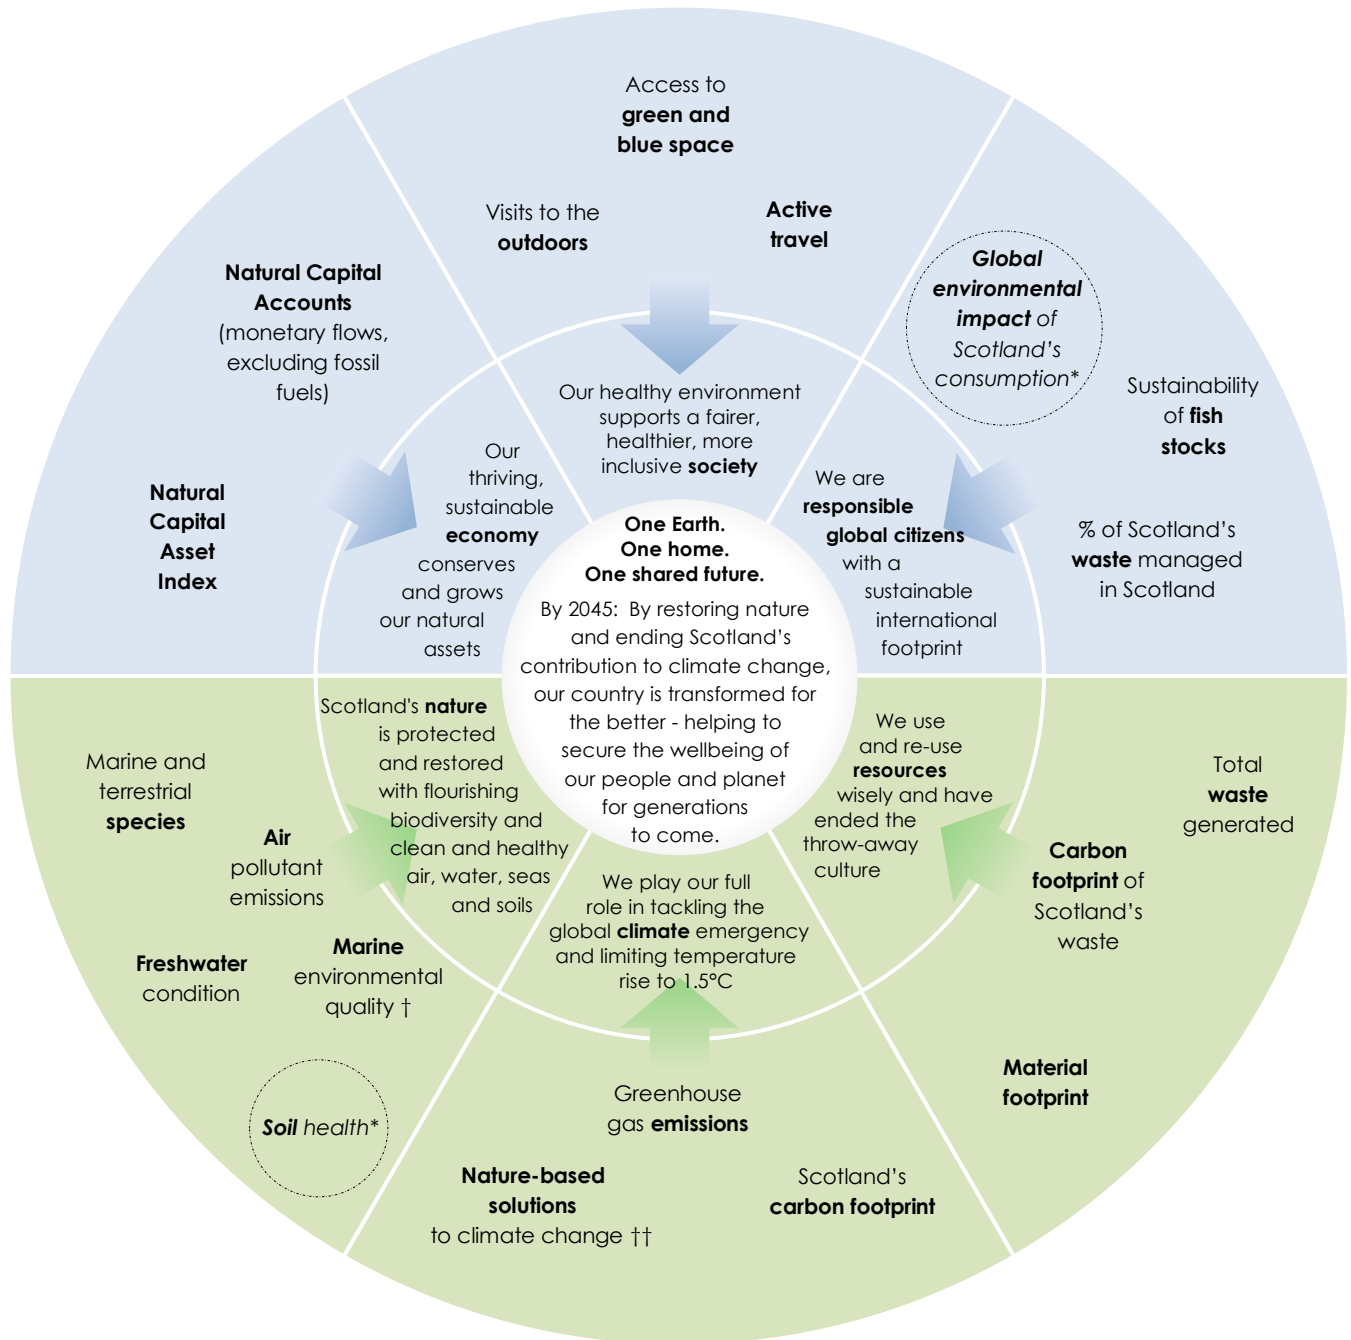 Access to
green and
blue space
Visits to the
outdoors
Active
travel
Natural Capital
Accounts
(monetary flows,
excluding fossil
fuels)
Natural
Capital
Asset
Index
Global
environmental
impact of
Scotland's
consumption*
Sustainability
of fish
stocks
% of Scotland's
waste managed
in Scotland
Our healthy environment
supports a fairer,
healthier, more
inclusive society
Our
thriving,
sustainable
economy
conserves
and grows
our natural
assets
We are
responsible
global citizens
with a
sustainable
international
footprint
One Earth.
One home.
One shared future.
By 2045: By restoring nature
and ending Scotland's
contribution to climate change,
our country is transformed for
the better - helping to
secure the wellbeing of
our people and planet
for generations
to come.
Scotland's nature
is protected
and restored
with flourishing
biodiversity and
clean and healthy
air, water, seas
and soils
We use
and re-use
resources
wisely and have
ended the
throw-away
culture
We play our full
role in tackling the
global climate emergency
and limiting temperature
rise to 1.5°C
Marine and
terrestrial
species
Air
pollutant
emissions
Freshwater
condition
Marine
environmental
quality †
Soil health*
Total
waste
generated
Carbon
footprint of
Scotland's
waste
Material
footprint
Greenhouse
gas emissions
Nature-based
solutions
to climate change ††
Scotland's
carbon footprint